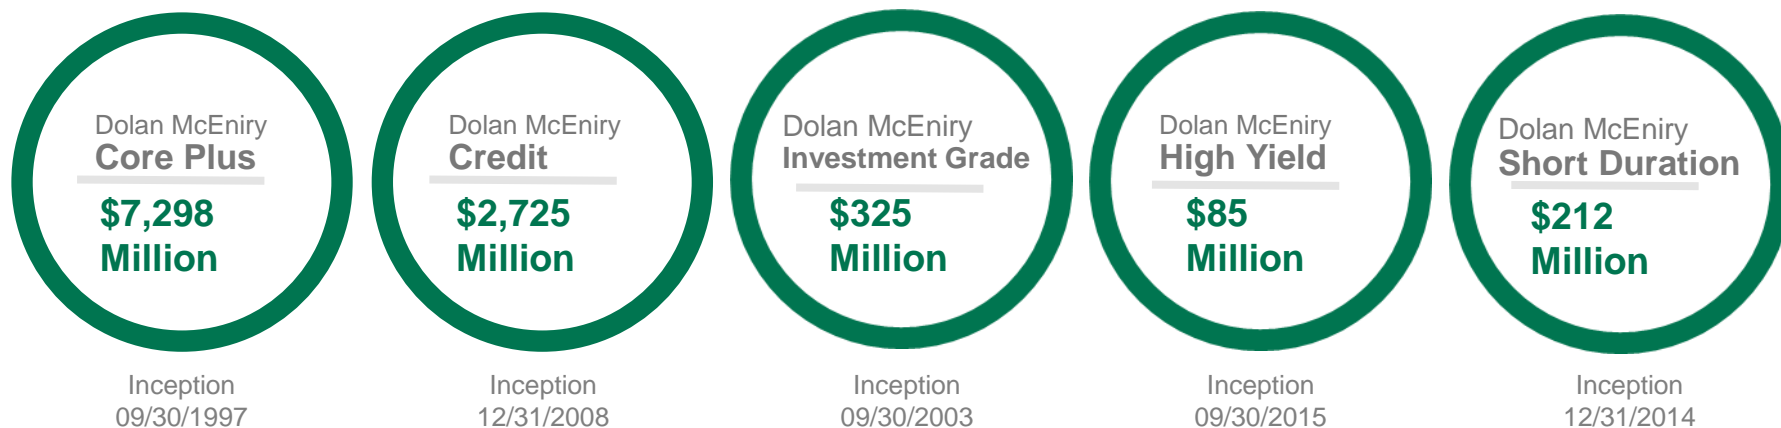 Dolan McEniry
Core Plus
$7,298
Million
Inception
09/30/1997
Dolan McEniry
Credit
$2,725
Million
Inception
12/31/2008
Dolan McEniry
Investment Grade
$325
Million
Inception
09/30/2003
Dolan McEniry
High Yield
$85
Million
Inception
09/30/2015
Dolan McEniry
Short Duration
$212
Million
Inception
12/31/2014